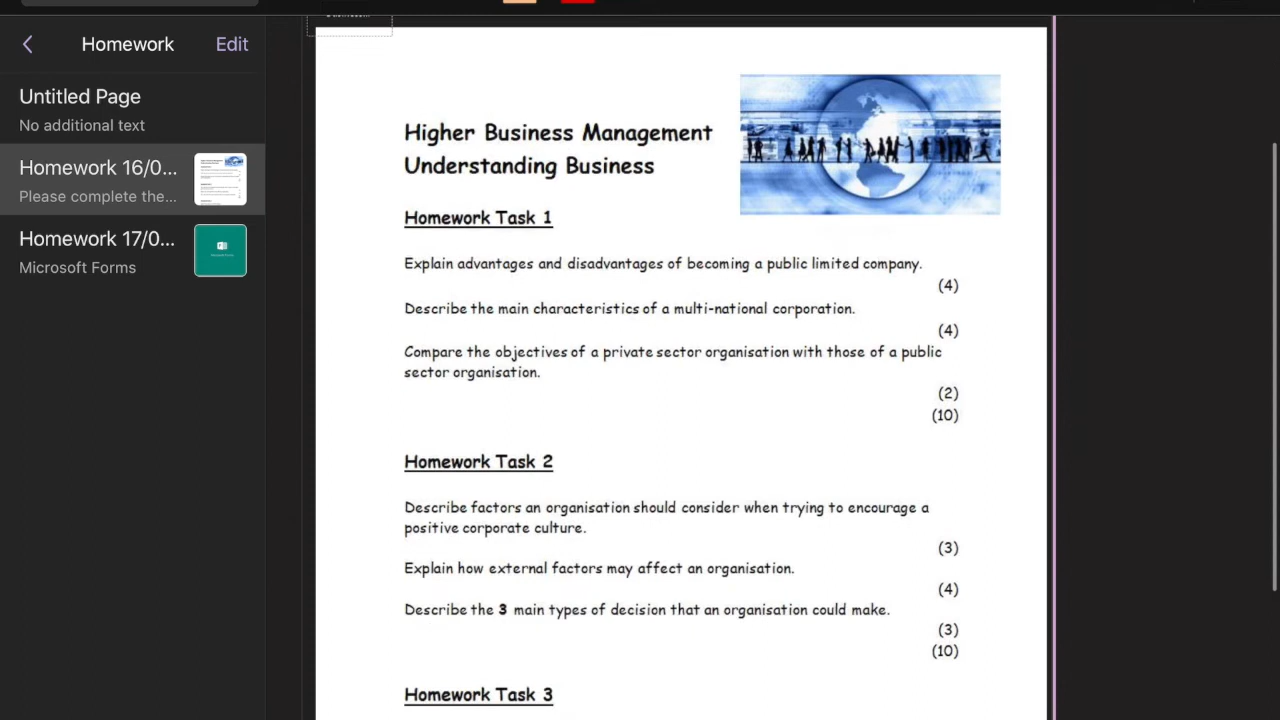 Homework
Edit
Untitled Page
No additional text
Homework 16/0...
Please complete the...
Homework 17/0...
Microsoft Forms
Higher Business Management
Understanding Business
Homework Task 1
Explain advantages and disadvantages of becoming a public limited company.
(4)
Describe the main characteristics of a multi-national corporation.
(4)
Compare the objectives of a private sector organisation with those of a public
sector organisation.
(2)
(10)
Homework Task 2
Describe factors an organisation should consider when trying to encourage a
positive corporate culture.
(3)
Explain how external factors may affect an organisation.
(4)
Describe the 3 main types of decision that an organisation could make.
(3)
(10)
Homework Task 3